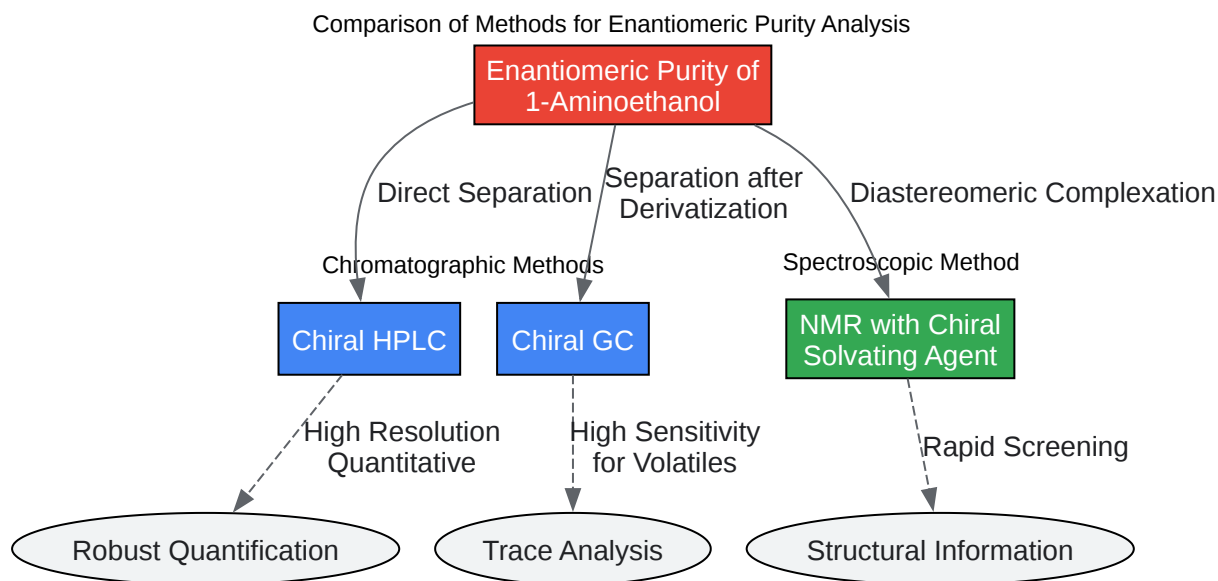 Comparison of Methods for Enantiomeric Purity Analysis
Enantiomeric Purity of
1-Aminoethanol
Direct Separation
Separation after
Derivatization
Diastereomeric Complexation
Chromatographic Methods
Spectroscopic Method
Chiral HPLC
Chiral GC
NMR with Chiral
Solvating Agent
High Resolution
Quantitative
High Sensitivity
for Volatiles
Rapid Screening
Robust Quantification
Trace Analysis
Structural Information